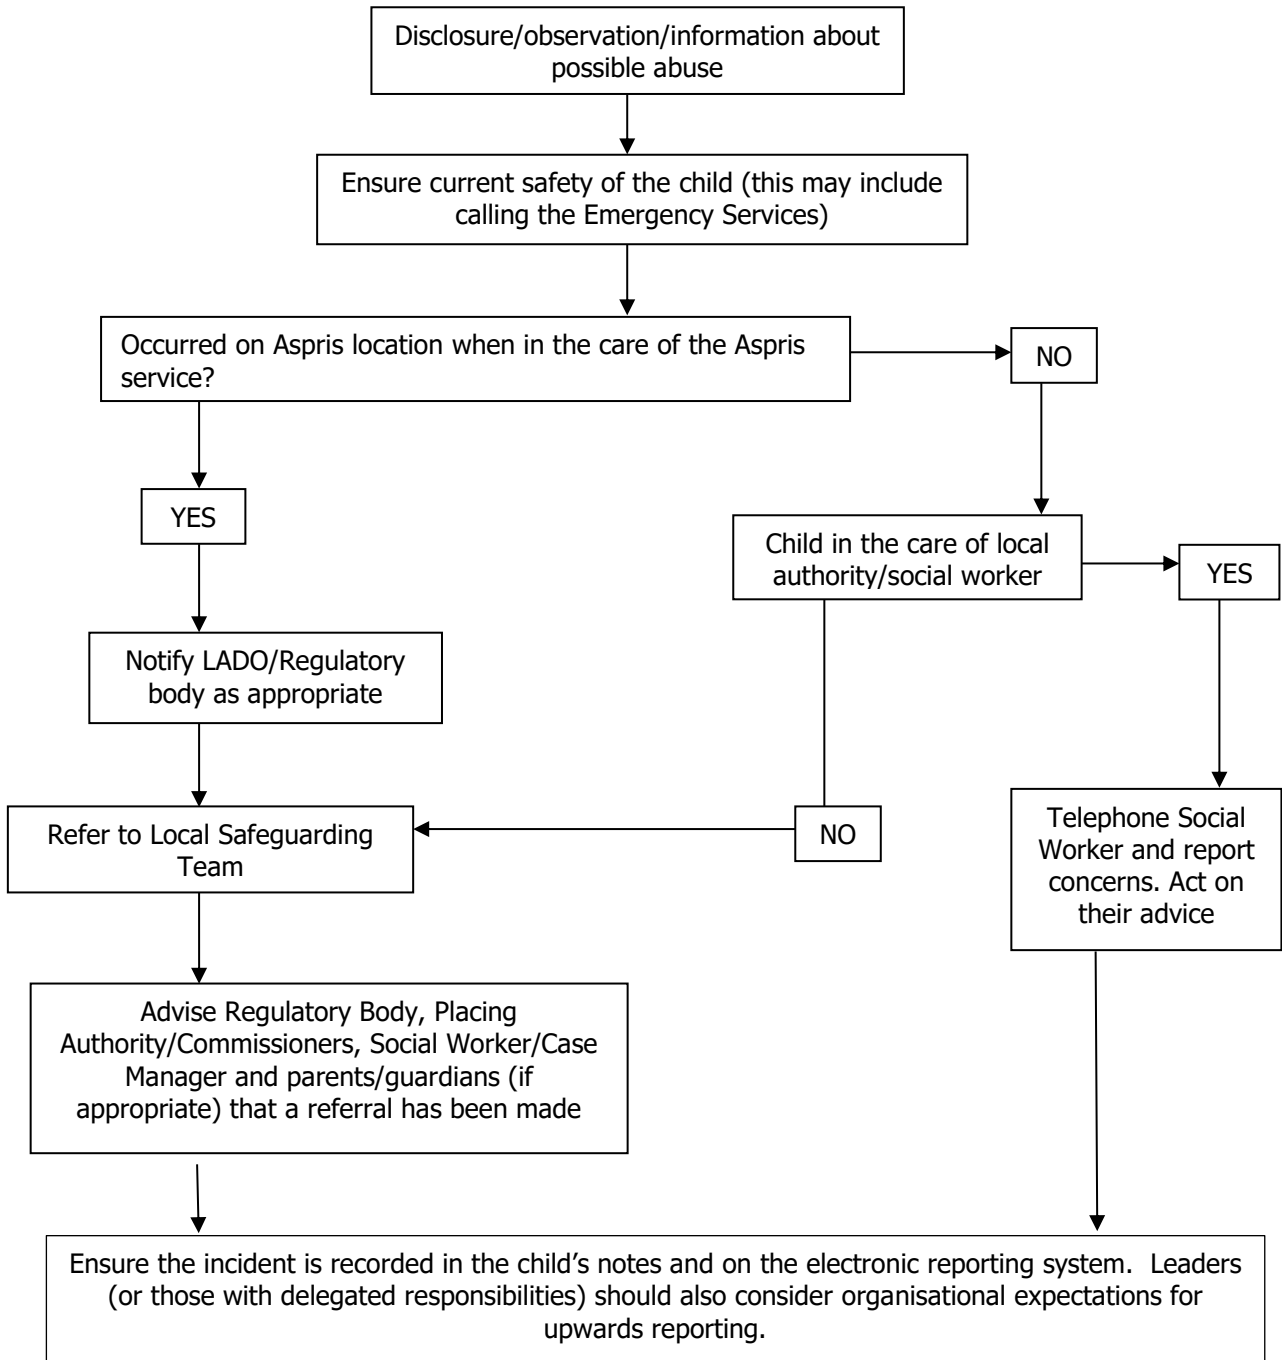 Disclosure/observation/information about
possible abuse
Ensure current safety of the child (this may include
calling the Emergency Services)
Occurred on Aspris location when in the care of the Aspris
service?
NO
YES
Child in the care of local
authority/social worker
YES
Notify LADO/Regulatory
body as appropriate
Refer to Local Safeguarding
Team
NO
Telephone Social
Worker and report
concerns. Act on
their advice
Advise Regulatory Body, Placing
Authority/Commissioners, Social Worker/Case
Manager and parents/guardians (if
appropriate) that a referral has been made
Ensure the incident is recorded in the child’s notes and on the electronic reporting system.  Leaders
(or those with delegated responsibilities) should also consider organisational expectations for
upwards reporting.